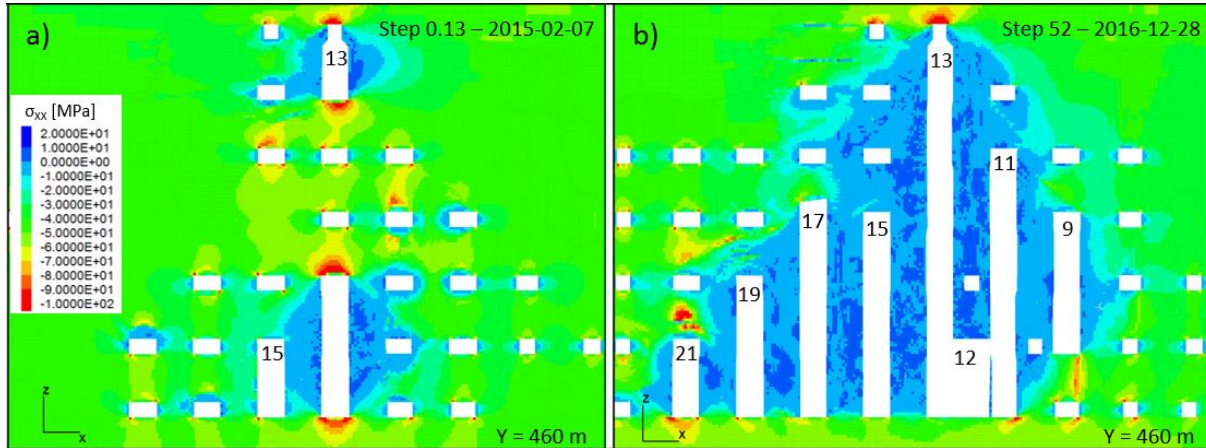 a)
Step 0.13 – 2015-02-07
13
σxx [MPa]
2.0000E+01
1.0000E+01
0.0000E+00
-1.0000E+01
-2.0000E+01
-3.0000E+01
-4.0000E+01
-5.0000E+01
-6.0000E+01
-7.0000E+01
-8.0000E+01
-9.0000E+01
-1.0000E+02
15
z
x
Y = 460 m
b)
Step 52 – 2016-12-28
13
11
17
15
9
19
21
12
z
x
Y = 460 m